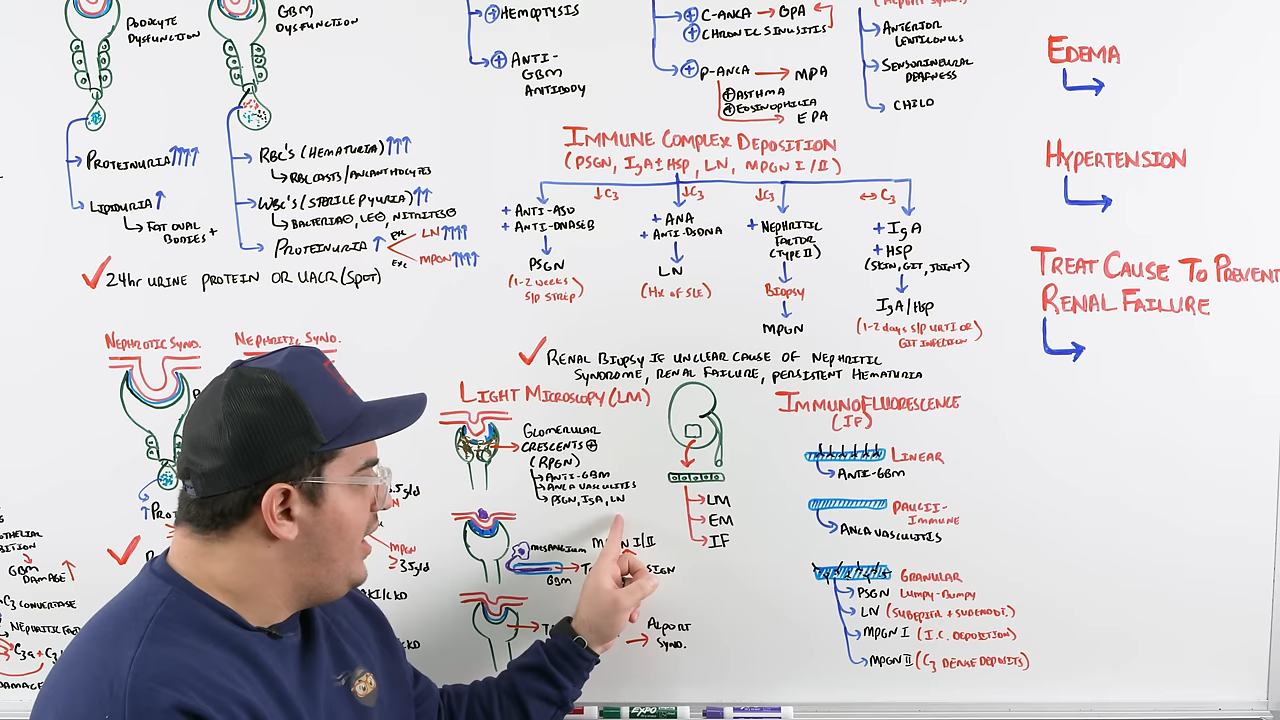 PODOCYTE
DYSFUNCTION
GBM
DYSFUNCTION
PROTEINURIA ↑↑↑↑
LIPIDURIA ↑
↳ FAT OVAL
BODIES +
RBC's (HEMATURIA) ↑↑↑
↳ RBC CASTS / ACANTHOCYTES
WBC's (STERILE PYURIA) ↑↑
↳ BACTERIA⊖, LE⊖, NITRITES⊖
PROTEINURIA ↑
EXC
LN ↑↑↑↑
EXC
MPGN ↑↑↑↑
✓ 24hr URINE PROTEIN OR UACR (SPOT)
⊕ HEMOPTYSIS
⊕ ANTI-
GBM
ANTIBODY
⊕ C-ANCA → GPA
⊕ CHRONIC SINUSITIS
⊕ P-ANCA → MPA
⊕ ASTHMA
⊕ EOSINOPHILIA
EPA
ANTERIOR
LENTICONUS
SENSORINEURAL
DEAFNESS
CHILD
IMMUNE COMPLEX DEPOSITION
(PSGN, IgA ± HSP, LN, MPGN I/II)
↓C3
↓C3
↓C3
↔ C3
+ ANTI-ASO
+ ANTI-DNASEB
PSGN
(1-2 WEEKS
S/P STREP)
+ ANA
+ ANTI-DsDNA
LN
(Hx OF SLE)
+ NEPHRITIC
FACTOR
(TYPE II)
BIOPSY
MPGN
+ IgA
+ HSP
(SKIN, GIT, JOINT)
IgA/HSP
(1-2 days S/P URTI OR
GIT INFECTION)
✓ RENAL BIOPSY IF UNCLEAR CAUSE OF NEPHRITIC
SYNDROME, RENAL FAILURE, PERSISTENT HEMATURIA
EDEMA
HYPERTENSION
TREAT CAUSE TO PREVENT
RENAL FAILURE
NEPHROTIC SYND.
NEPHRITIC SYND.
MPGN
GBM
DAMAGE ↑
C3 CONVERTASE
LIGHT MICROSCOPY (LM)
GLOMERULAR
CRESCENTS ⊕
(RPGN)
ANTI-GBM
ANCA VASCULITIS
PSGN, IgA, LN
MESANGIUM
GBM
ALPORT
SYND.
LM
EM
IF
IMMUNOFLUORESCENCE
(IF)
LINEAR
ANTI-GBM
PAUCII-
IMMUNE
ANCA VASCULITIS
GRANULAR
PSGN LUMPY-BUMPY
LN (SUBEPITH. + SUBENDOT.)
MPGN I (I.C. DEPOSITION)
MPGN II (C3 DENSE DEPOSITS)
EXPO